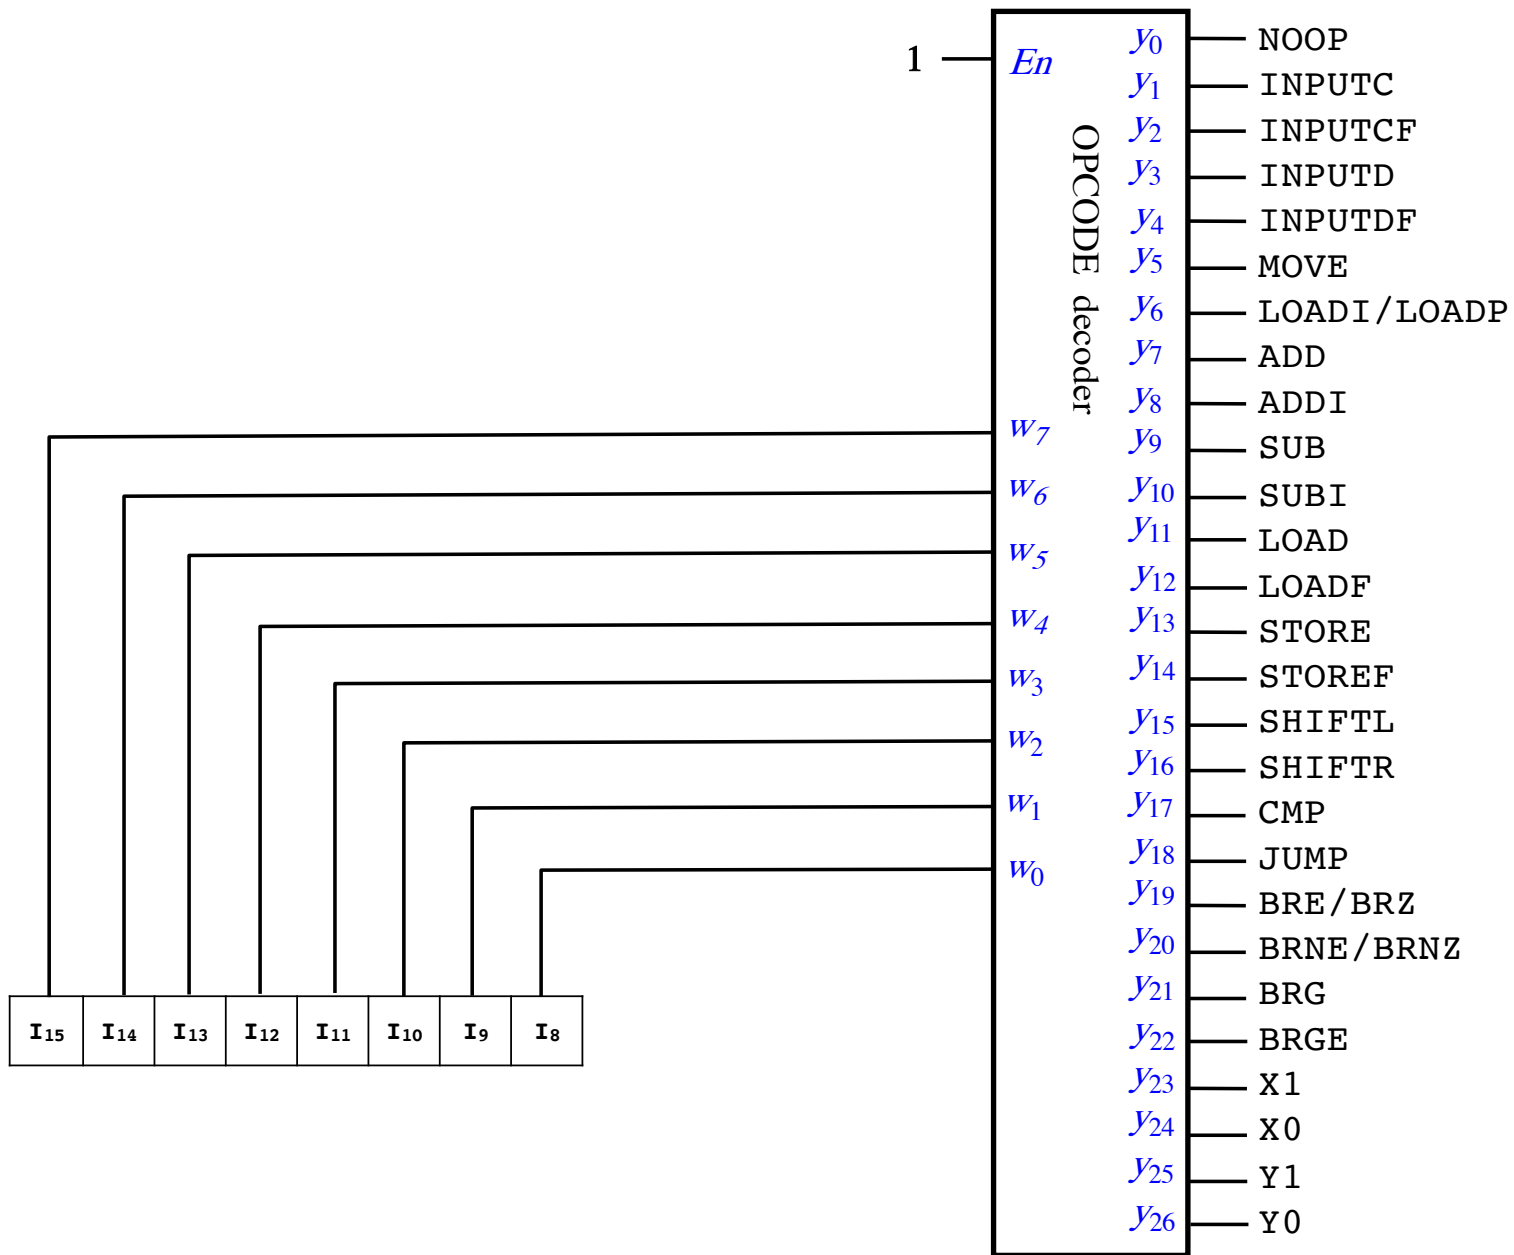 1 En y0 NOOP
y1 INPUTC
y2 INPUTCF
y3 INPUTD
y4 INPUTDF
y5 MOVE
y6 LOADI/LOADP
y7 ADD
y8 ADDI
w7 y9 SUB
w6 y10 SUBI
y11 LOAD
w5 y12 LOADF
w4 y13 STORE
w3 y14 STOREF
y15 SHIFTL
w2 y16 SHIFTR
w1 y17 CMP
w0 y18 JUMP
y19 BRE/BRZ
y20 BRNE/BRNZ
y21 BRG
y22 BRGE
y23 X1
y24 X0
y25 Y1
y26 Y0
OPCODE decoder
I15 I14 I13 I12 I11 I10 I9 I8